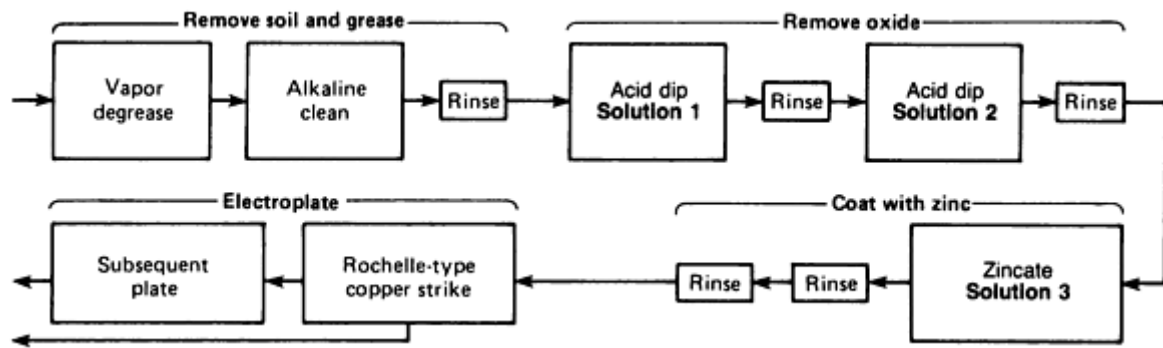 Remove soil and grease
Remove oxide
Vapor
degrease
Alkaline
clean
Rinse
Acid dip
Solution 1
Rinse
Acid dip
Solution 2
Rinse
Electroplate
Coat with zinc
Subsequent
plate
Rochelle-type
copper strike
Rinse
Rinse
Zincate
Solution 3